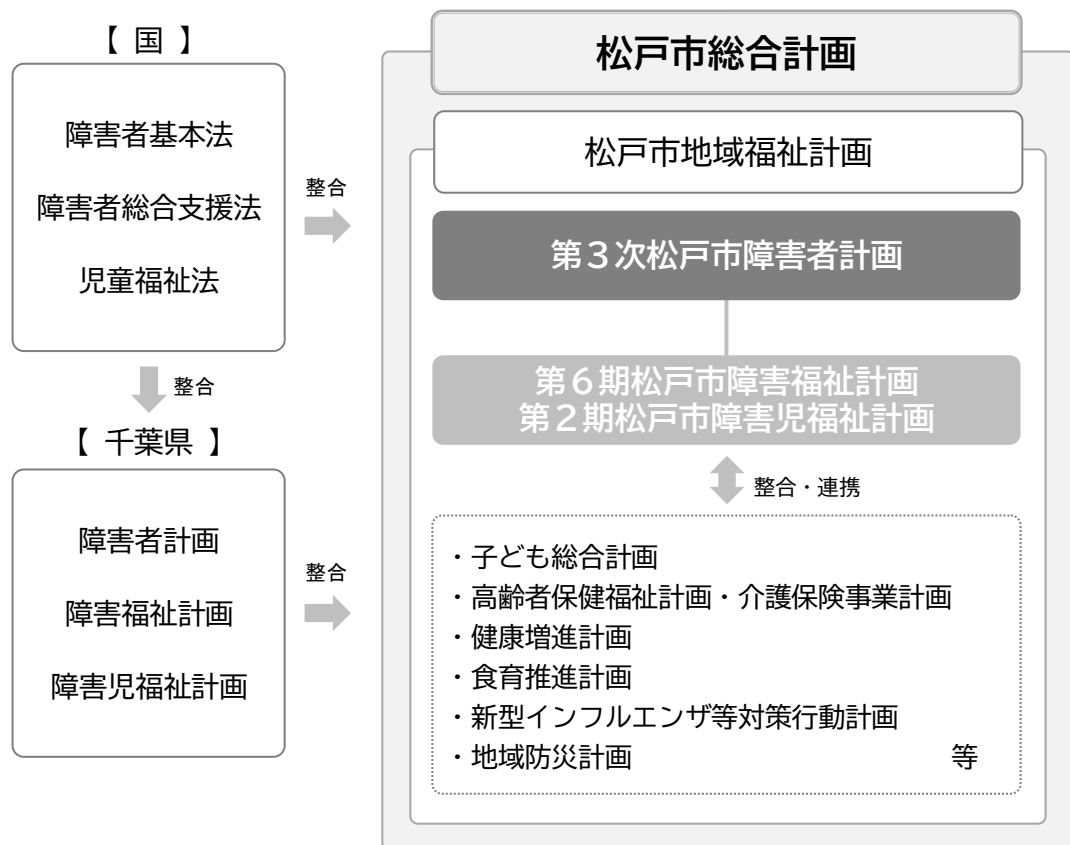 【 国 】
障害者基本法
障害者総合支援法
児童福祉法
整合
整合
【 千葉県 】
障害者計画
障害福祉計画
障害児福祉計画
整合
松戸市総合計画
松戸市地域福祉計画
第３次松戸市障害者計画
第６期松戸市障害福祉計画
第２期松戸市障害児福祉計画
整合・連携
・子ども総合計画
・高齢者保健福祉計画・介護保険事業計画
・健康増進計画
・食育推進計画
・新型インフルエンザ等対策行動計画
・地域防災計画 等